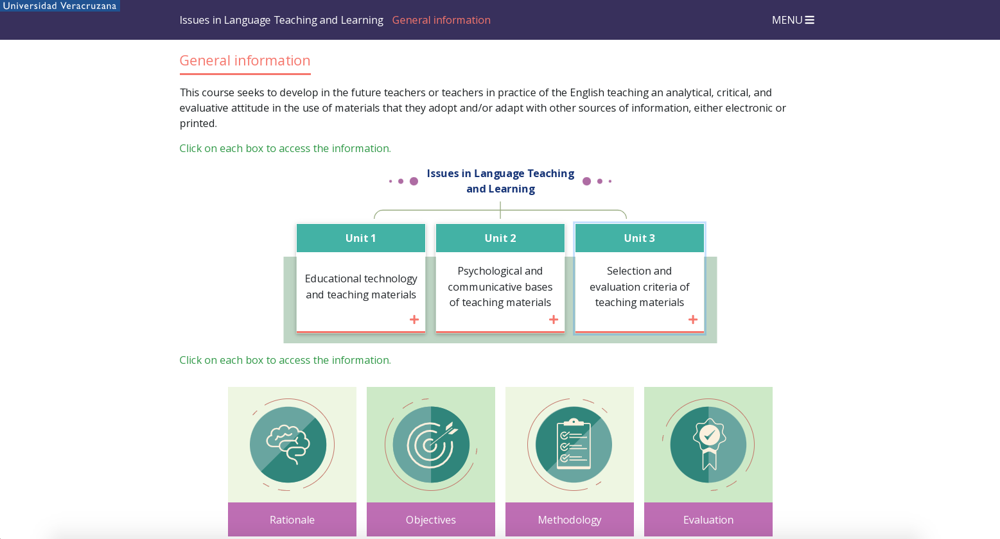 Universidad Veracruzana
Issues in Language Teaching and Learning General information MENU
General information
This course seeks to develop in the future teachers or teachers in practice of the English teaching an analytical, critical, and
evaluative attitude in the use of materials that they adopt and/or adapt with other sources of information, either electronic or
printed.
Click on each box to access the information.
Issues in Language Teaching
and Learning
Unit 1
Educational technology
and teaching materials
Unit 2
Psychological and
communicative bases
of teaching materials
Unit 3
Selection and
evaluation criteria of
teaching materials
Click on each box to access the information.
Rationale
Objectives
Methodology
Evaluation